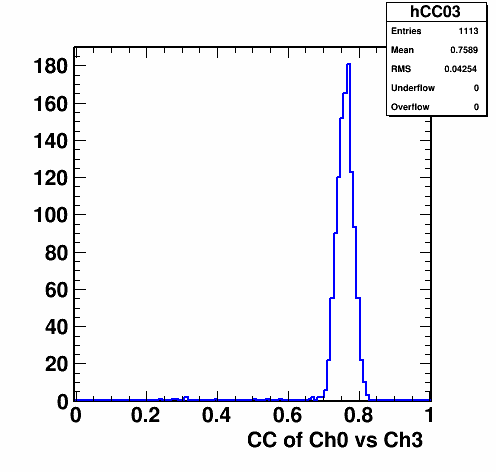 hCC03
Entries 1113
Mean 0.7589
RMS 0.04254
Underflow 0
Overflow 0
180
160
140
120
100
80
60
40
20
0
0 0.2 0.4 0.6 0.8 1
CC of Ch0 vs Ch3